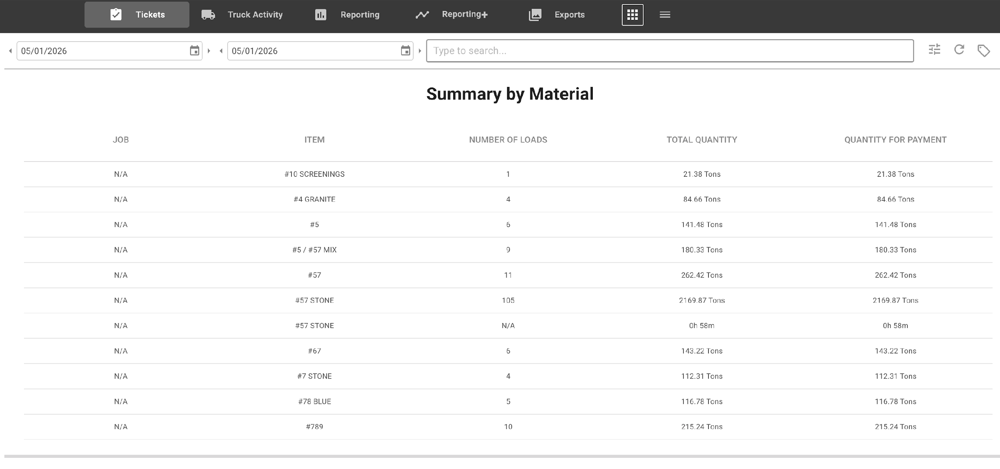 Tickets Truck Activity Reporting Reporting+ Exports
05/01/2026 05/01/2026 Type to search...
Summary by Material
JOB ITEM NUMBER OF LOADS TOTAL QUANTITY QUANTITY FOR PAYMENT
N/A #10 SCREENINGS 1 21.38 Tons 21.38 Tons
N/A #4 GRANITE 4 84.66 Tons 84.66 Tons
N/A #5 6 141.48 Tons 141.48 Tons
N/A #5 / #57 MIX 9 180.33 Tons 180.33 Tons
N/A #57 11 262.42 Tons 262.42 Tons
N/A #57 STONE 105 2169.87 Tons 2169.87 Tons
N/A #57 STONE N/A 0h 58m 0h 58m
N/A #67 6 143.22 Tons 143.22 Tons
N/A #7 STONE 4 112.31 Tons 112.31 Tons
N/A #78 BLUE 5 116.78 Tons 116.78 Tons
N/A #789 10 215.24 Tons 215.24 Tons